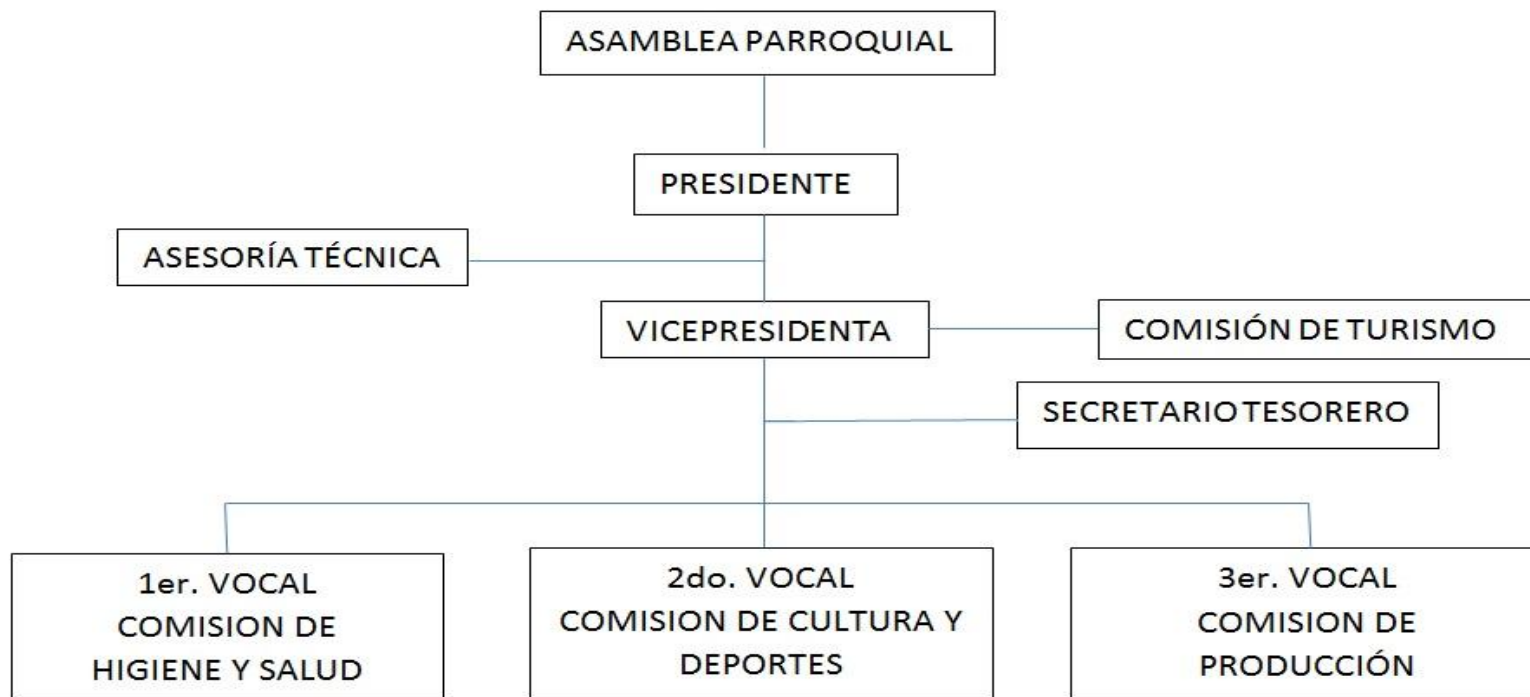 ASAMBLEA PARROQUIAL
PRESIDENTE
ASESORÍA TÉCNICA
VICEPRESIDENTA
COMISIÓN DE TURISMO
SECRETARIO TESORERO
1er. VOCAL
COMISION DE
HIGIENE Y SALUD
2do. VOCAL
COMISION DE CULTURA Y
DEPORTES
3er. VOCAL
COMISION DE
PRODUCCIÓN